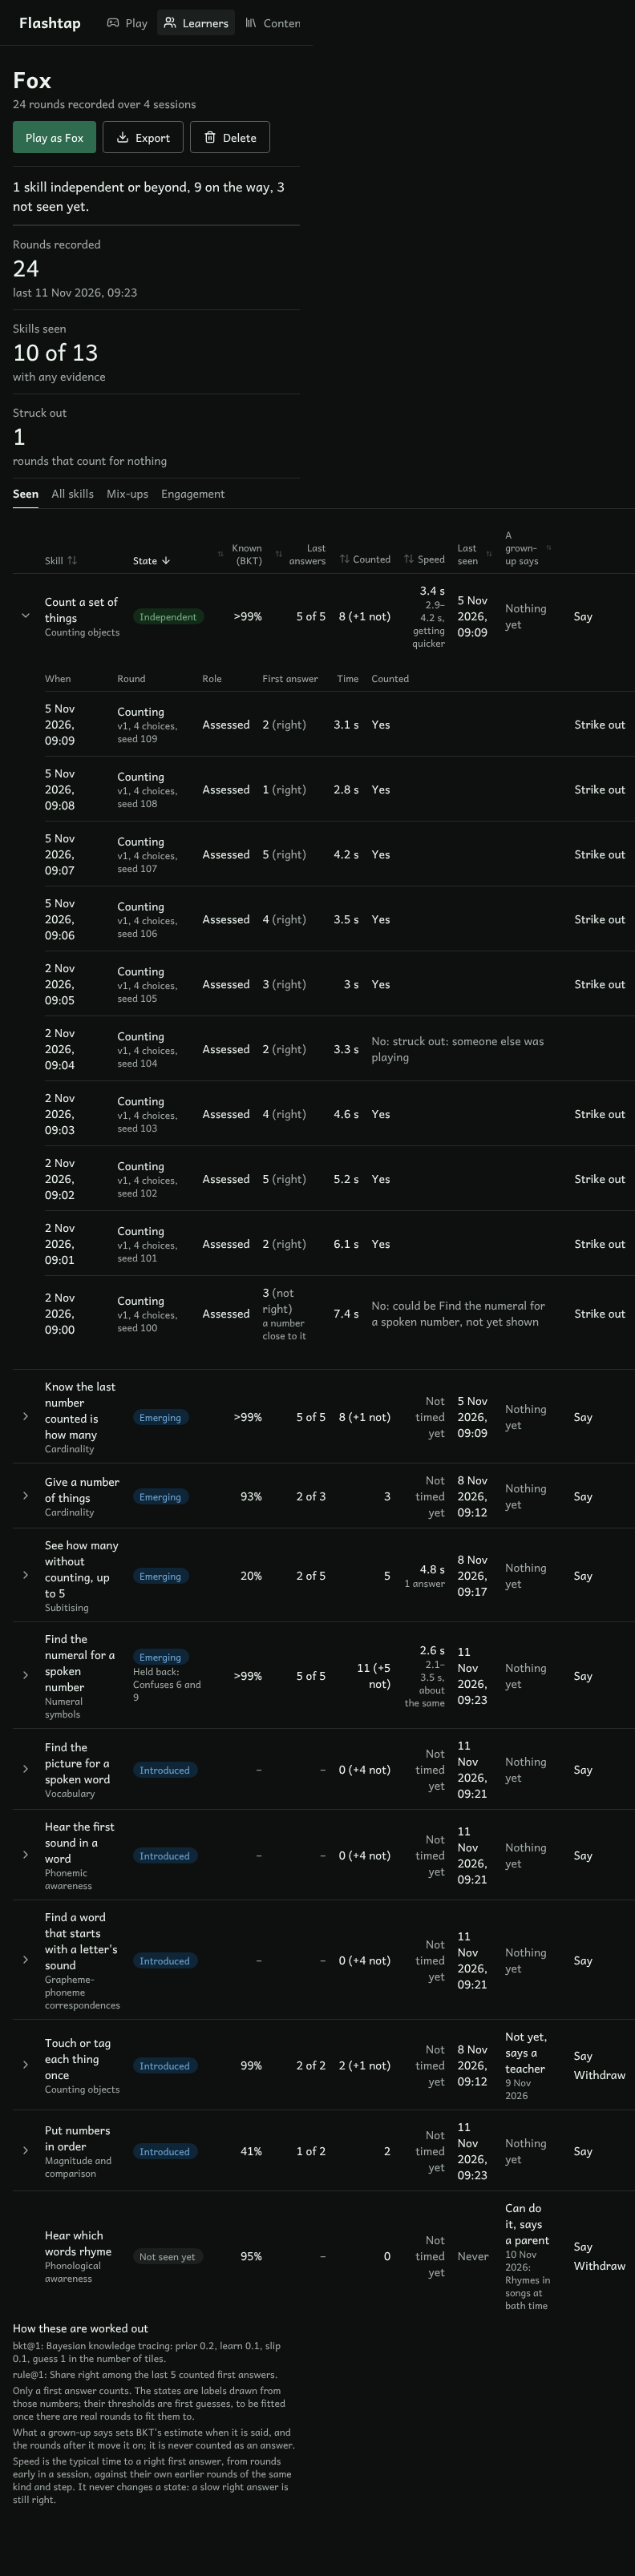 Flashtap
Play
Learners
Conten
Fox
24 rounds recorded over 4 sessions
Play as Fox
Export
Delete
1 skill independent or beyond, 9 on the way, 3
not seen yet.
Rounds recorded
24
last 11 Nov 2026, 09:23
Skills seen
10 of 13
with any evidence
Struck out
1
rounds that count for nothing
Seen All skills Mix-ups Engagement
Skill State Known (BKT) Last answers Counted Speed Last seen A grown-up says
Count a set of things
Counting objects
Independent >99% 5 of 5 8 (+1 not)
3.4 s
2.9–4.2 s, getting quicker
5 Nov 2026, 09:09
Nothing yet
Say
When Round Role First answer Time Counted
5 Nov 2026, 09:09 Counting v1, 4 choices, seed 109 Assessed 2 (right) 3.1 s Yes Strike out
5 Nov 2026, 09:08 Counting v1, 4 choices, seed 108 Assessed 1 (right) 2.8 s Yes Strike out
5 Nov 2026, 09:07 Counting v1, 4 choices, seed 107 Assessed 5 (right) 4.2 s Yes Strike out
5 Nov 2026, 09:06 Counting v1, 4 choices, seed 106 Assessed 4 (right) 3.5 s Yes Strike out
2 Nov 2026, 09:05 Counting v1, 4 choices, seed 105 Assessed 3 (right) 3 s Yes Strike out
2 Nov 2026, 09:04 Counting v1, 4 choices, seed 104 Assessed 2 (right) 3.3 s No: struck out: someone else was playing
2 Nov 2026, 09:03 Counting v1, 4 choices, seed 103 Assessed 4 (right) 4.6 s Yes Strike out
2 Nov 2026, 09:02 Counting v1, 4 choices, seed 102 Assessed 5 (right) 5.2 s Yes Strike out
2 Nov 2026, 09:01 Counting v1, 4 choices, seed 101 Assessed 2 (right) 6.1 s Yes Strike out
2 Nov 2026, 09:00 Counting v1, 4 choices, seed 100 Assessed 3 (not right) a number close to it 7.4 s No: could be Find the numeral for a spoken number, not yet shown Strike out
Know the last number counted is how many
Cardinality
Emerging >99% 5 of 5 8 (+1 not) Not timed yet 5 Nov 2026, 09:09 Nothing yet Say
Give a number of things
Cardinality
Emerging 93% 2 of 3 3 Not timed yet 8 Nov 2026, 09:12 Nothing yet Say
See how many without counting, up to 5
Subitising
Emerging 20% 2 of 5 5 4.8 s 1 answer 8 Nov 2026, 09:17 Nothing yet Say
Find the numeral for a spoken number
Numeral symbols
Emerging Held back: Confuses 6 and 9 >99% 5 of 5 11 (+5 not) 2.6 s 2.1–3.5 s, about the same 11 Nov 2026, 09:23 Nothing yet Say
Find the picture for a spoken word
Vocabulary
Introduced – – 0 (+4 not) Not timed yet 11 Nov 2026, 09:21 Nothing yet Say
Hear the first sound in a word
Phonemic awareness
Introduced – – 0 (+4 not) Not timed yet 11 Nov 2026, 09:21 Nothing yet Say
Find a word that starts with a letter's sound
Grapheme-phoneme correspondences
Introduced – – 0 (+4 not) Not timed yet 11 Nov 2026, 09:21 Nothing yet Say
Touch or tag each thing once
Counting objects
Introduced 99% 2 of 2 2 (+1 not) Not timed yet 8 Nov 2026, 09:12 Not yet, says a teacher 9 Nov 2026 Say Withdraw
Put numbers in order
Magnitude and comparison
Introduced 41% 1 of 2 2 Not timed yet 11 Nov 2026, 09:23 Nothing yet Say
Hear which words rhyme
Phonological awareness
Not seen yet 95% – 0 Not timed yet Never Can do it, says a parent 10 Nov 2026: Rhymes in songs at bath time Say Withdraw
How these are worked out
bkt@1: Bayesian knowledge tracing: prior 0.2, learn 0.1, slip
0.1, guess 1 in the number of tiles.
rule@1: Share right among the last 5 counted first answers.
Only a first answer counts. The states are labels drawn from
those numbers; their thresholds are first guesses, to be fitted
once there are real rounds to fit them to.
What a grown-up says sets BKT's estimate when it is said, and
the rounds after it move it on; it is never counted as an answer.
Speed is the typical time to a right first answer, from rounds
early in a session, against their own earlier rounds of the same
kind and step. It never changes a state: a slow right answer is
still right.